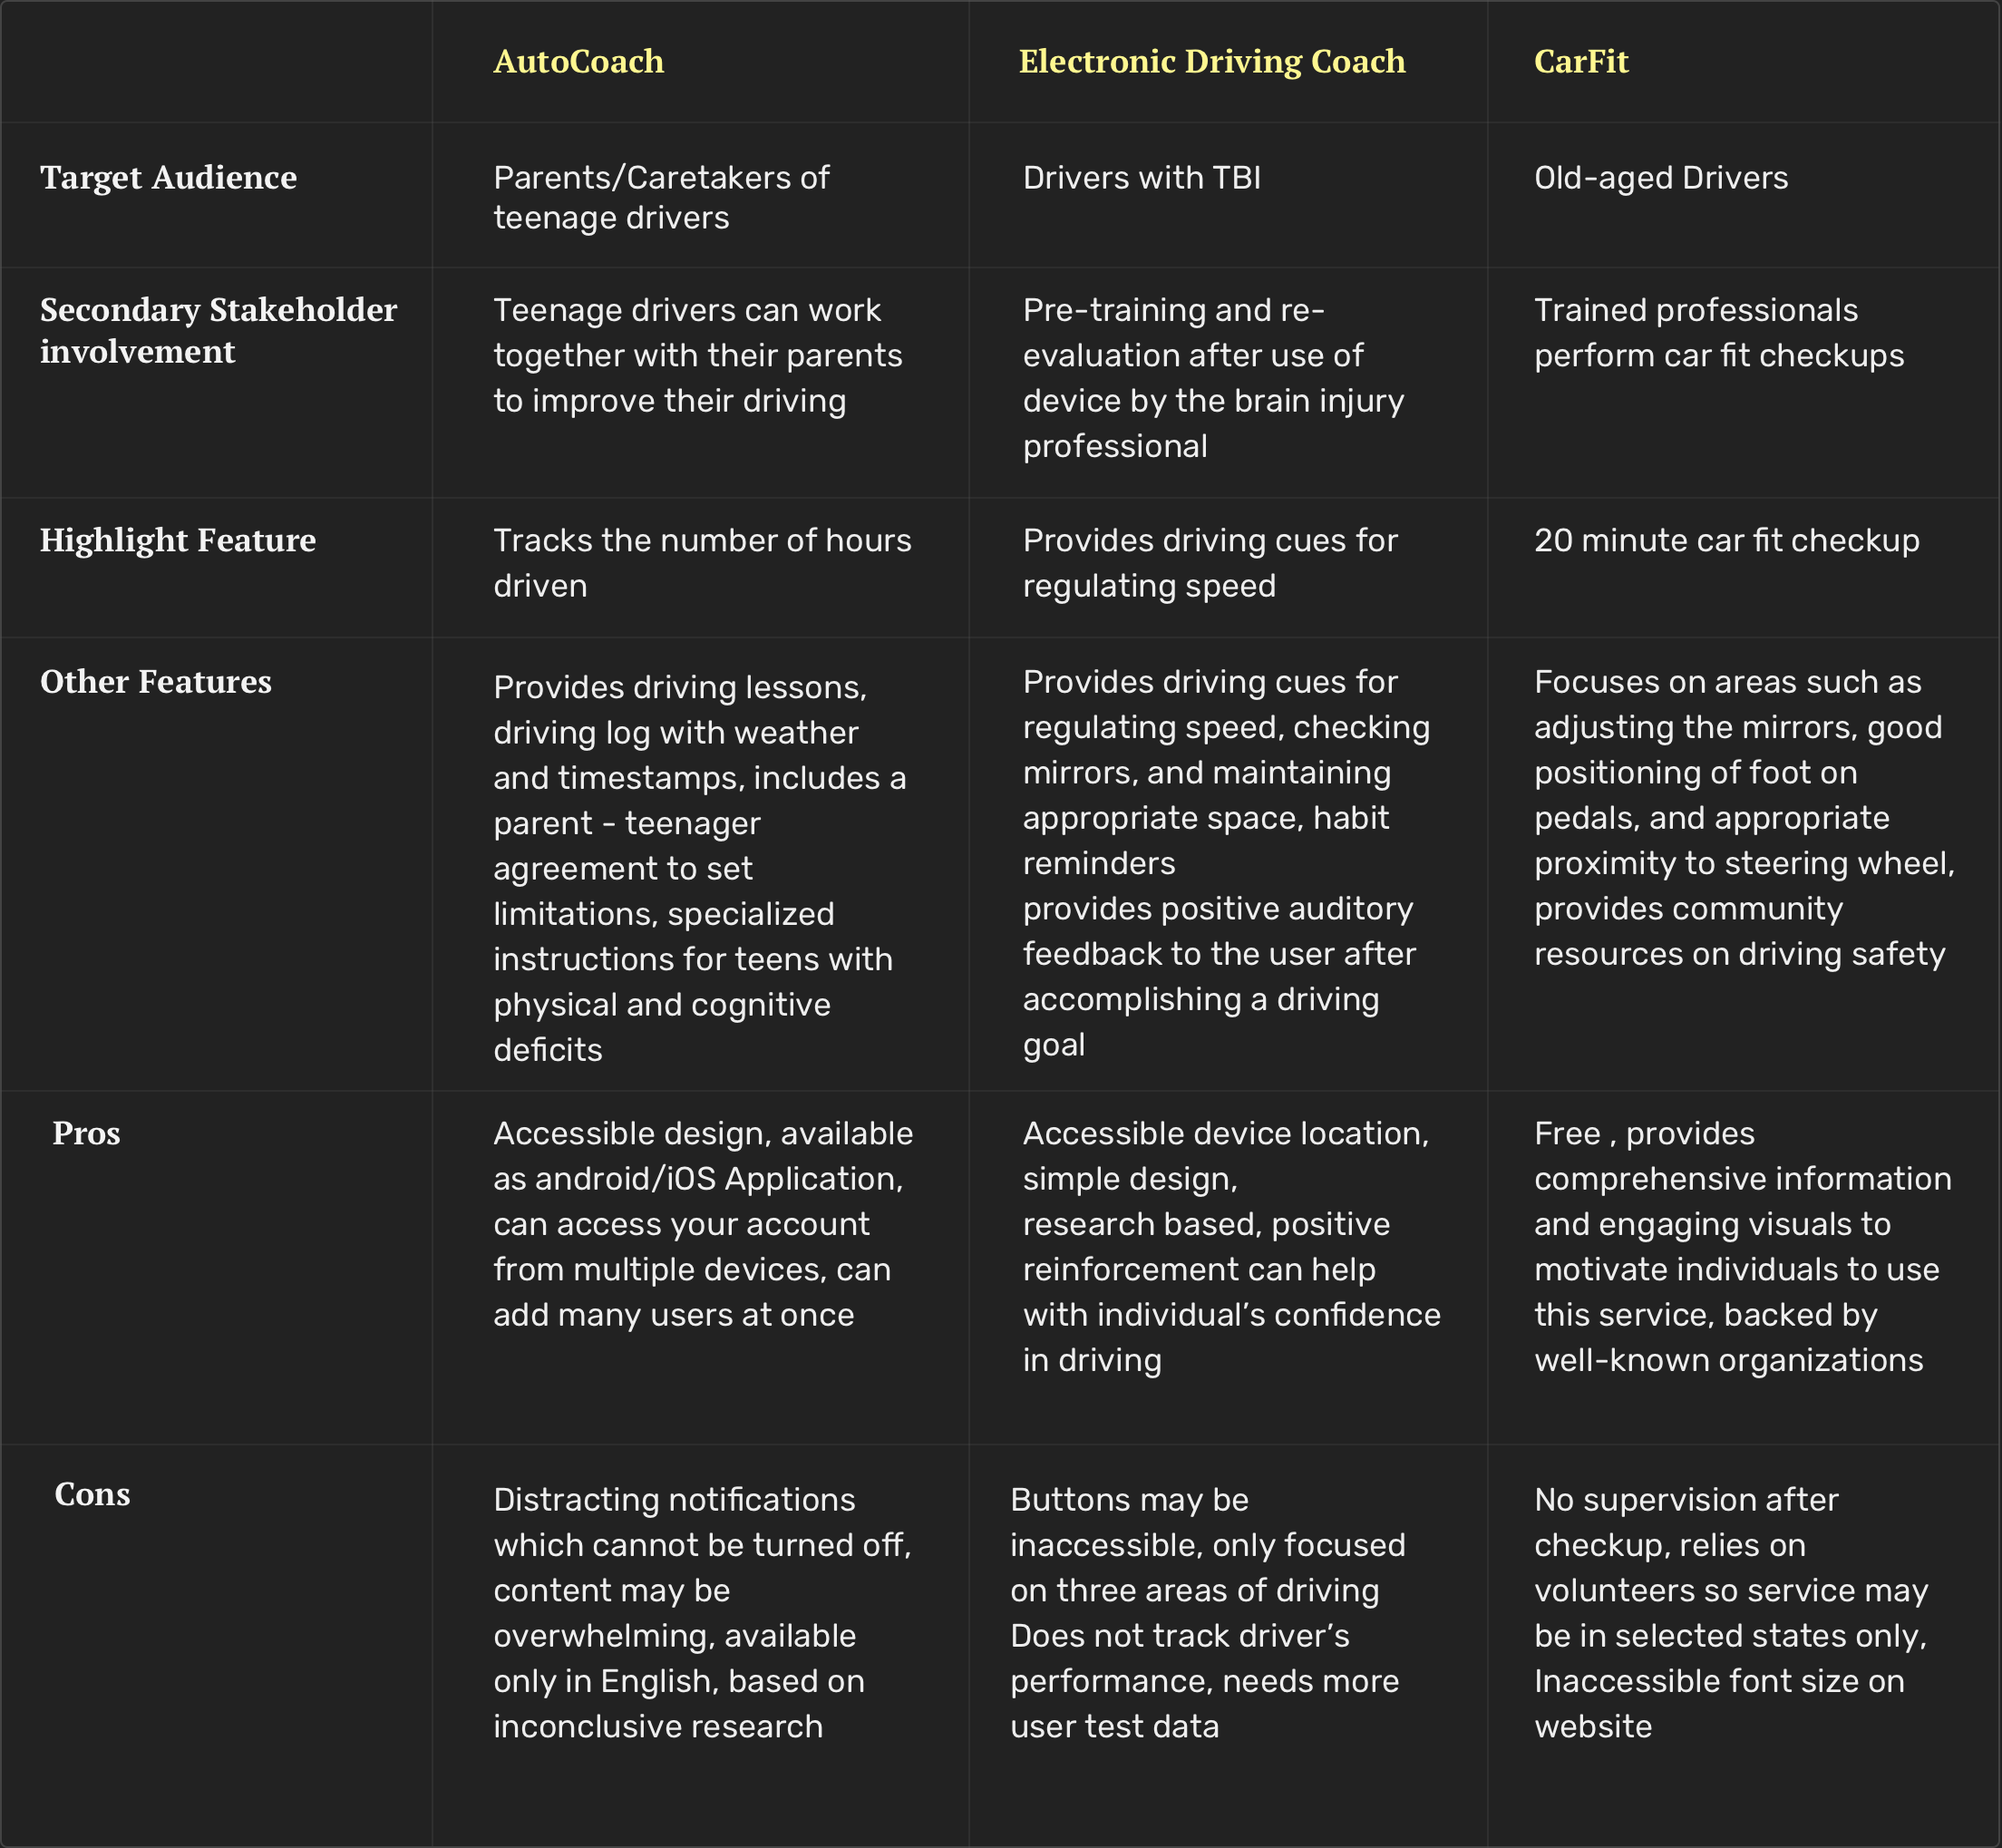 AutoCoach
Electronic Driving Coach
CarFit
Target Audience
Parents/Caretakers of
teenage drivers
Drivers with TBI
Old-aged Drivers
Secondary Stakeholder
involvement
Teenage drivers can work
together with their parents
to improve their driving
Pre-training and re-
evaluation after use of
device by the brain injury
professional
Trained professionals
perform car fit checkups
Highlight Feature
Tracks the number of hours
driven
Provides driving cues for
regulating speed
20 minute car fit checkup
Other Features
Provides driving lessons,
driving log with weather
and timestamps, includes a
parent - teenager
agreement to set
limitations, specialized
instructions for teens with
physical and cognitive
deficits
Provides driving cues for
regulating speed, checking
mirrors, and maintaining
appropriate space, habit
reminders
provides positive auditory
feedback to the user after
accomplishing a driving
goal
Focuses on areas such as
adjusting the mirrors, good
positioning of foot on
pedals, and appropriate
proximity to steering wheel,
provides community
resources on driving safety
Pros
Accessible design, available
as android/iOS Application,
can access your account
from multiple devices, can
add many users at once
Accessible device location,
simple design,
research based, positive
reinforcement can help
with individual’s confidence
in driving
Free , provides
comprehensive information
and engaging visuals to
motivate individuals to use
this service, backed by
well-known organizations
Cons
Distracting notifications
which cannot be turned off,
content may be
overwhelming, available
only in English, based on
inconclusive research
Buttons may be
inaccessible, only focused
on three areas of driving
Does not track driver’s
performance, needs more
user test data
No supervision after
checkup, relies on
volunteers so service may
be in selected states only,
Inaccessible font size on
website